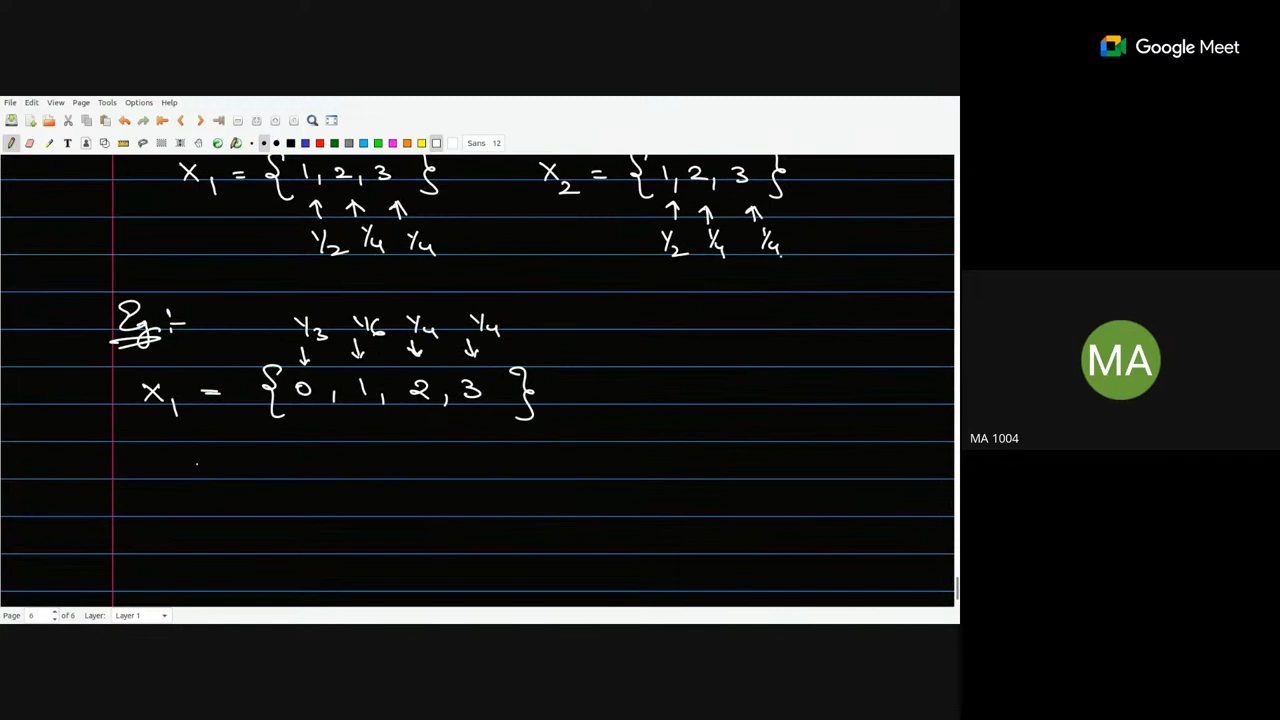 Google Meet
File Edit View Page Tools Options Help
Sans 12
X₁ = { 1, 2, 3 } X₂ = { 1, 2, 3 }
↑ ↑ ↑ ↑ ↑ ↑
1/2 1/4 1/4 1/2 1/4 1/4
Eg :-
1/3 1/6 1/4 1/4
↓ ↓ ↓ ↓
X₁ = { 0, 1, 2, 3 }
MA
MA 1004
Page 6 of 6 Layer: Layer 1